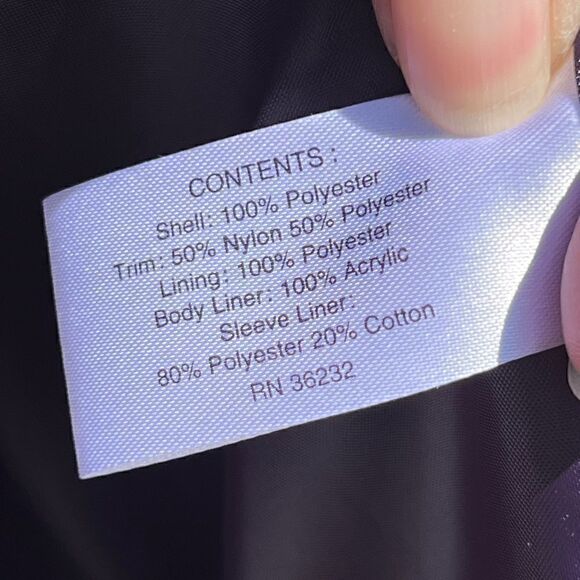 CONTENTS :
Shell: 100% Polyester
Trim: 50% Nylon 50% Polyester
Lining: 100% Polyester
Body Liner: 100% Acrylic
Sleeve Liner:
80% Polyester 20% Cotton
RN 36232